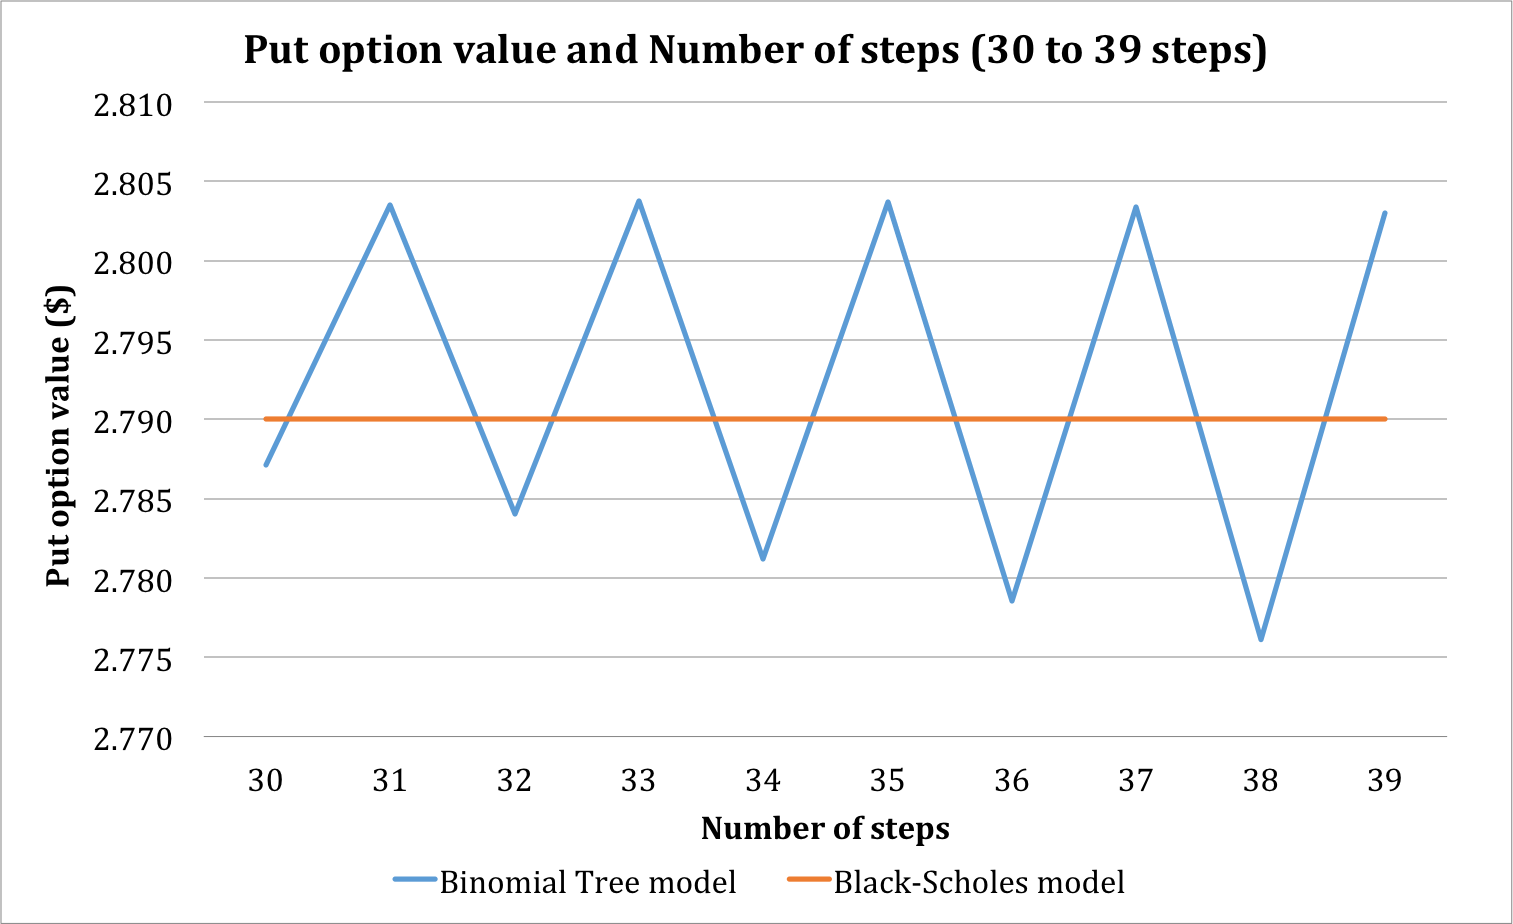 Put option value and Number of steps (30 to 39 steps)
2.810
2.805
2.800
2.795
2.790
2.785
2.780
2.775
2.770
Put option value ($)
30 31 32 33 34 35 36 37 38 39
Number of steps
Binomial Tree model Black-Scholes model